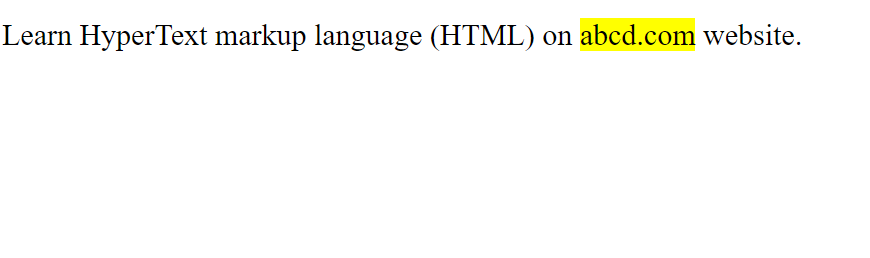 Learn HyperText markup language (HTML) on abcd.com website.